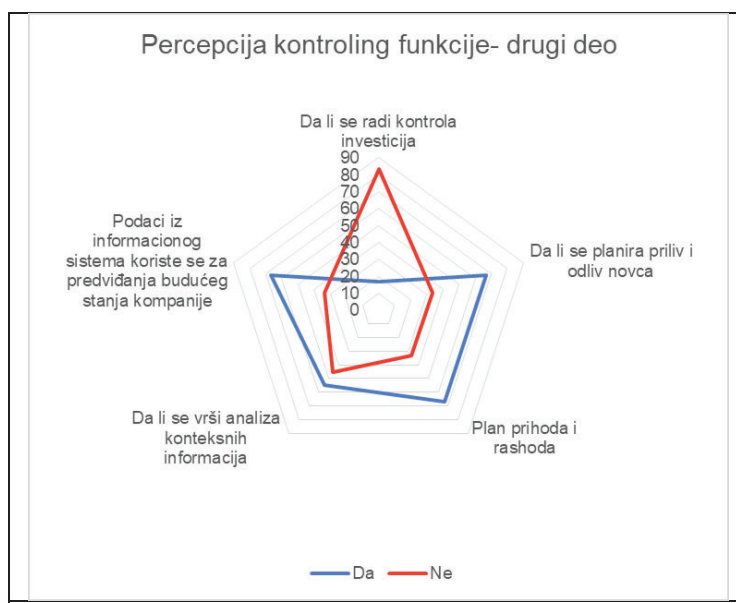 Percepcija kontroling funkcije- drugi deo
Da li se radi kontrola
investicija
90
80
70
60
50
40
30
20
10
0
Da li se planira priliv i
odliv novca
Plan prihoda i
rashoda
Da li se vrši analiza
konteksnih
informacija
Podaci iz
informacionog
sistema koriste se za
predviđanja budućeg
stanja kompanije
Da
Ne